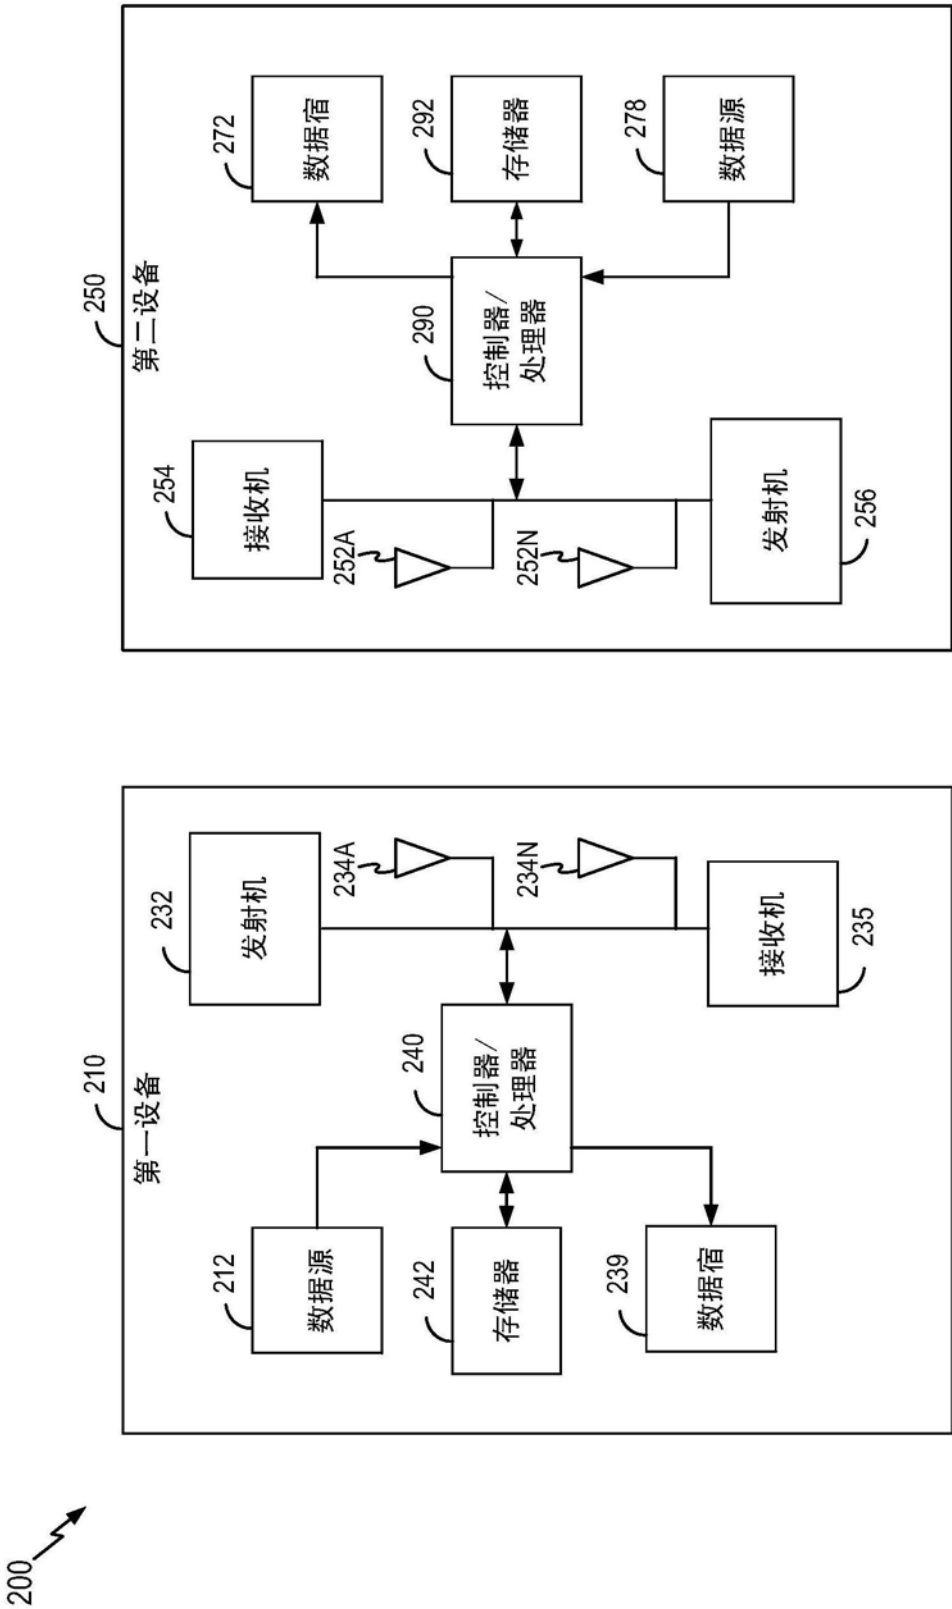 200
210
第一设备
212
数据源
242
存储器
239
数据宿
240
控制器/
处理器
232
发射机
234A
234N
接收机
235
250
第二设备
254
接收机
252A
252N
发射机
256
290
控制器/
处理器
272
数据宿
292
存储器
278
数据源